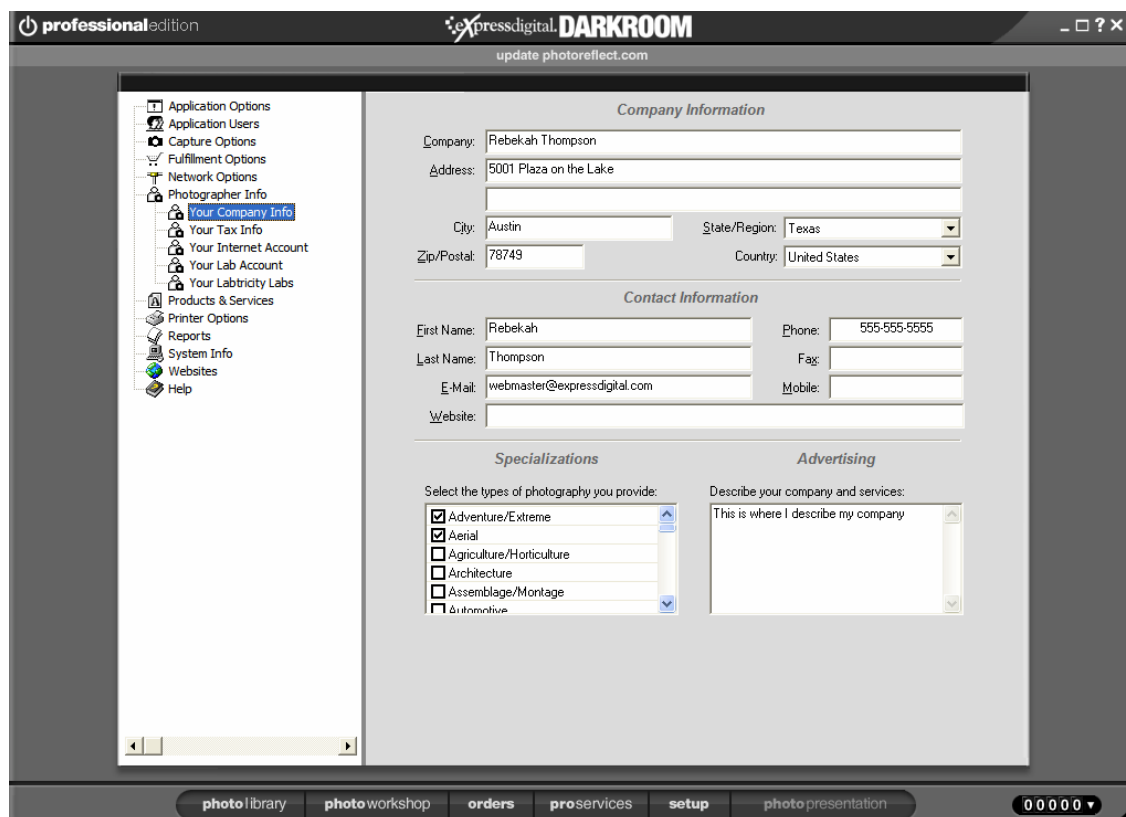 professionaledition
eXpressdigital. DARKROOM
update photoreflect.com
Application Options
Application Users
Capture Options
Fulfillment Options
Network Options
Photographer Info
Your Company Info
Your Tax Info
Your Internet Account
Your Lab Account
Your Labtricity Labs
Products & Services
Printer Options
Reports
System Info
Websites
Help
Company Information
Company: Rebekah Thompson
Address: 5001 Plaza on the Lake
City: Austin State/Region: Texas
Zip/Postal: 78749 Country: United States
Contact Information
First Name: Rebekah Phone: 555-555-5555
Last Name: Thompson Fax:
E-Mail: webmaster@expressdigital.com Mobile:
Website:
Specializations Advertising
Select the types of photography you provide: Describe your company and services:
Adventure/Extreme This is where I describe my company
Aerial
Agriculture/Horticulture
Architecture
Assemblage/Montage
Automotive
photolibrary photoworkshop orders proservices setup photopresentation 00000